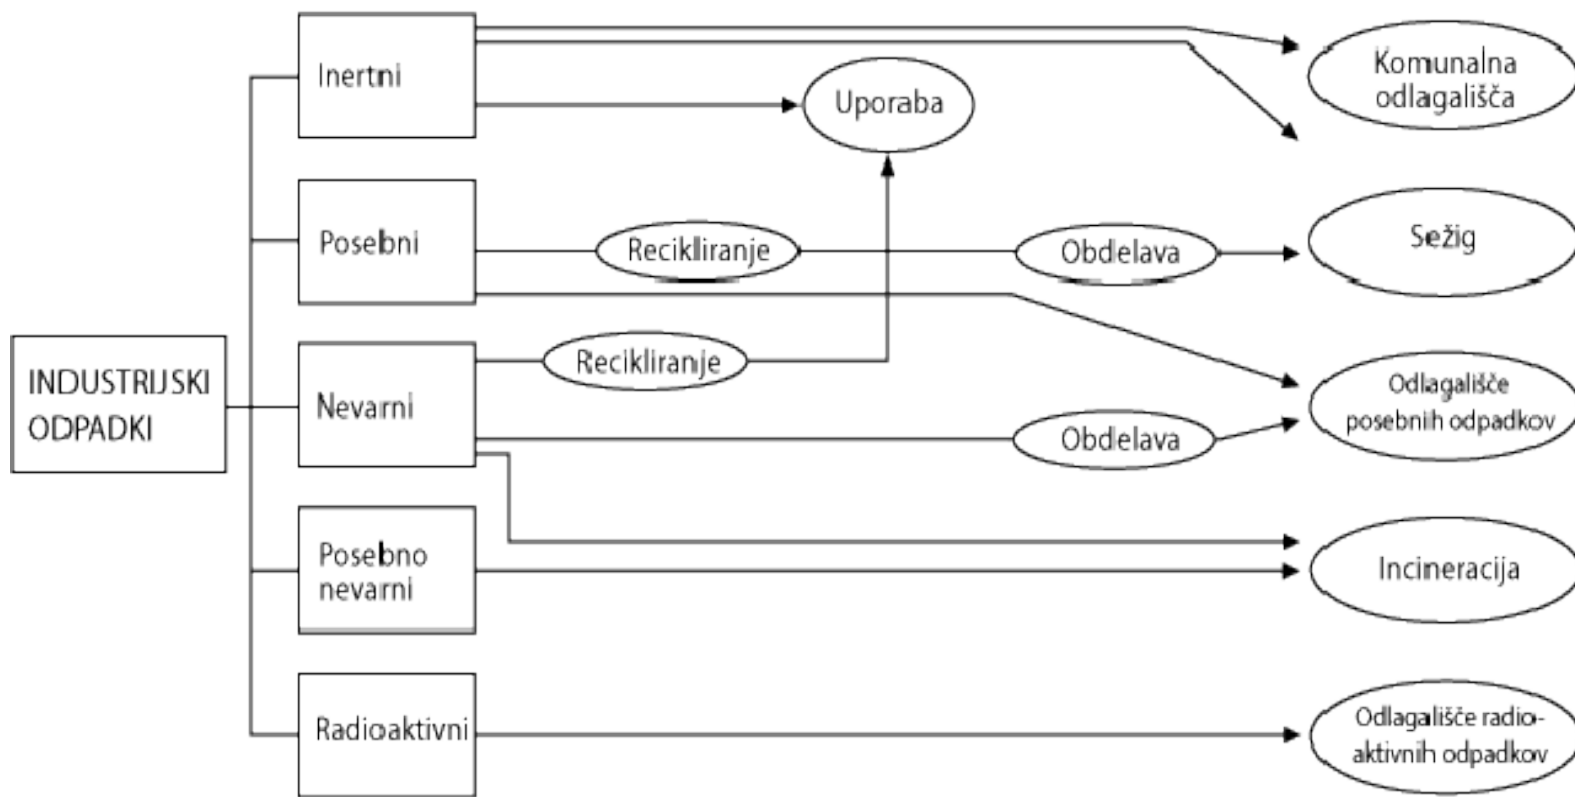 INDUSTRIJSKI
ODPADKI
Inertni
Posebni
Nevarni
Posebno
nevarni
Radioaktivni
Uporaba
Recikliranje
Obdelava
Recikliranje
Obdelava
Komunalna
odlagališča
Sežig
Odlagališče
posebnih odpadkov
Incineracija
Odlagališče radio-
aktivnih odpadkov